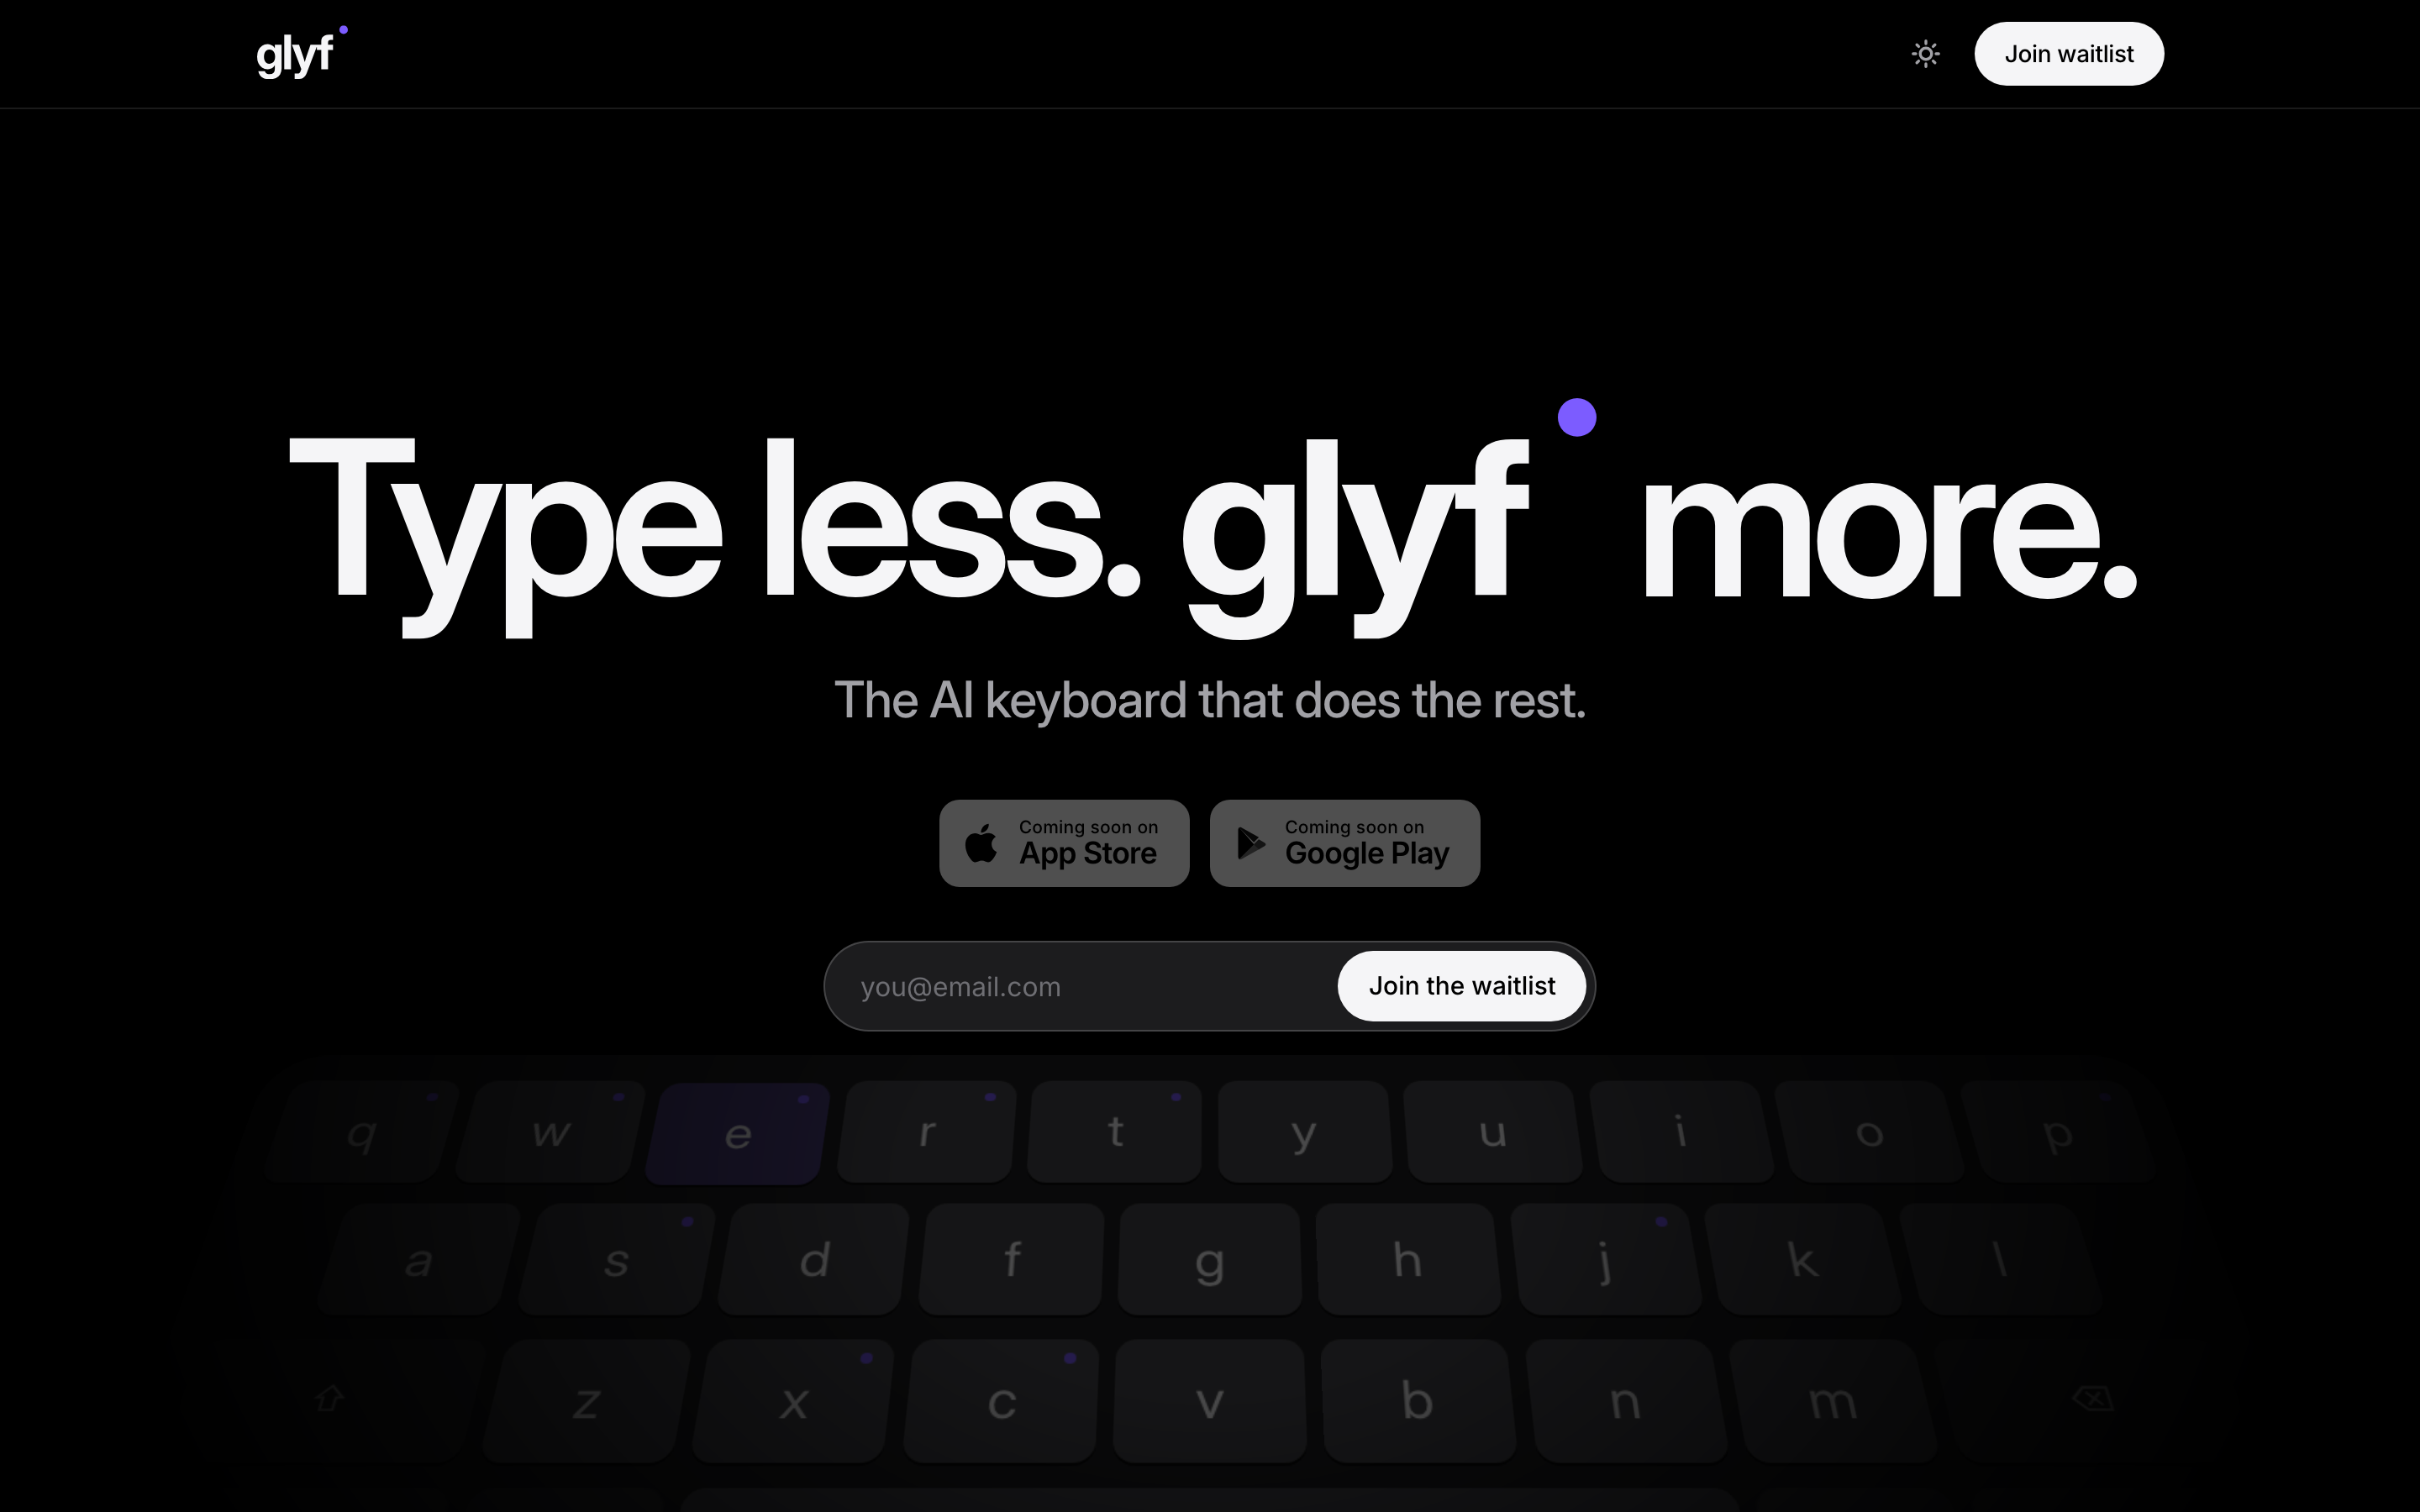 glyf
Join waitlist
Type less. glyf more.
The AI keyboard that does the rest.
Coming soon on
App Store
Coming soon on
Google Play
you@email.com
Join the waitlist
q w e r t y u i o p
a s d f g h j k l
z x c v b n m